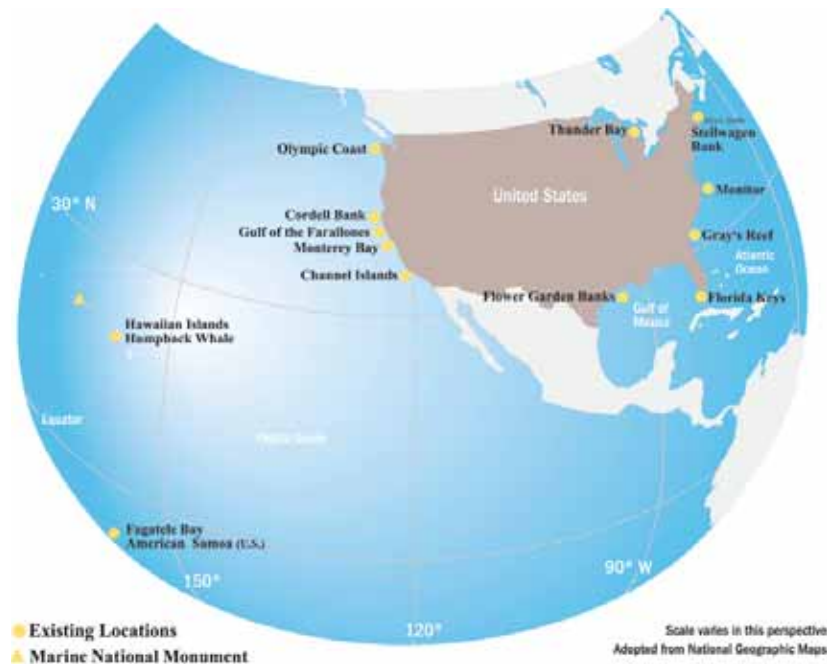 Thunder Bay
Stellwagen
Bank
Olympic Coast
United States
Monitor
30° N
Cordell Bank
Gulf of the Farallones
Monterey Bay
Gray's Reef
Atlantic
Ocean
Channel Islands
Flower Garden Banks
Florida Keys
Gulf of
Mexico
Hawaiian Islands
Humpback Whale
Equator
Pacific Ocean
Fagatele Bay
American Samoa (U.S.)
150°
90° W
120°
Existing Locations
Marine National Monument
Scale varies in this perspective
Adapted from National Geographic Maps